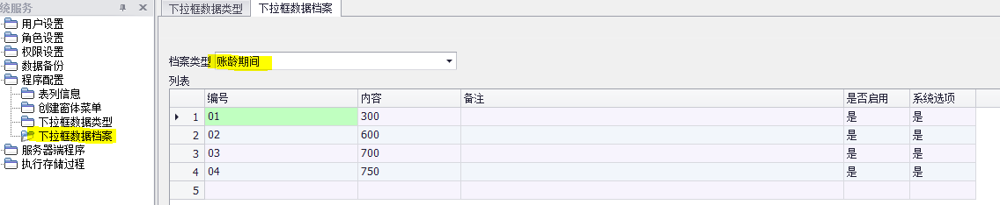 统服务
用户设置
角色设置
权限设置
数据备份
程序配置
表列信息
创建窗体菜单
下拉框数据类型
下拉框数据档案
服务器端程序
执行存储过程
下拉框数据类型 下拉框数据档案
档案类型 账龄期间
列表
编号 内容 备注 是否启用 系统选项
1 01 300 是 是
2 02 600 是 是
3 03 700 是 是
4 04 750 是 是
5